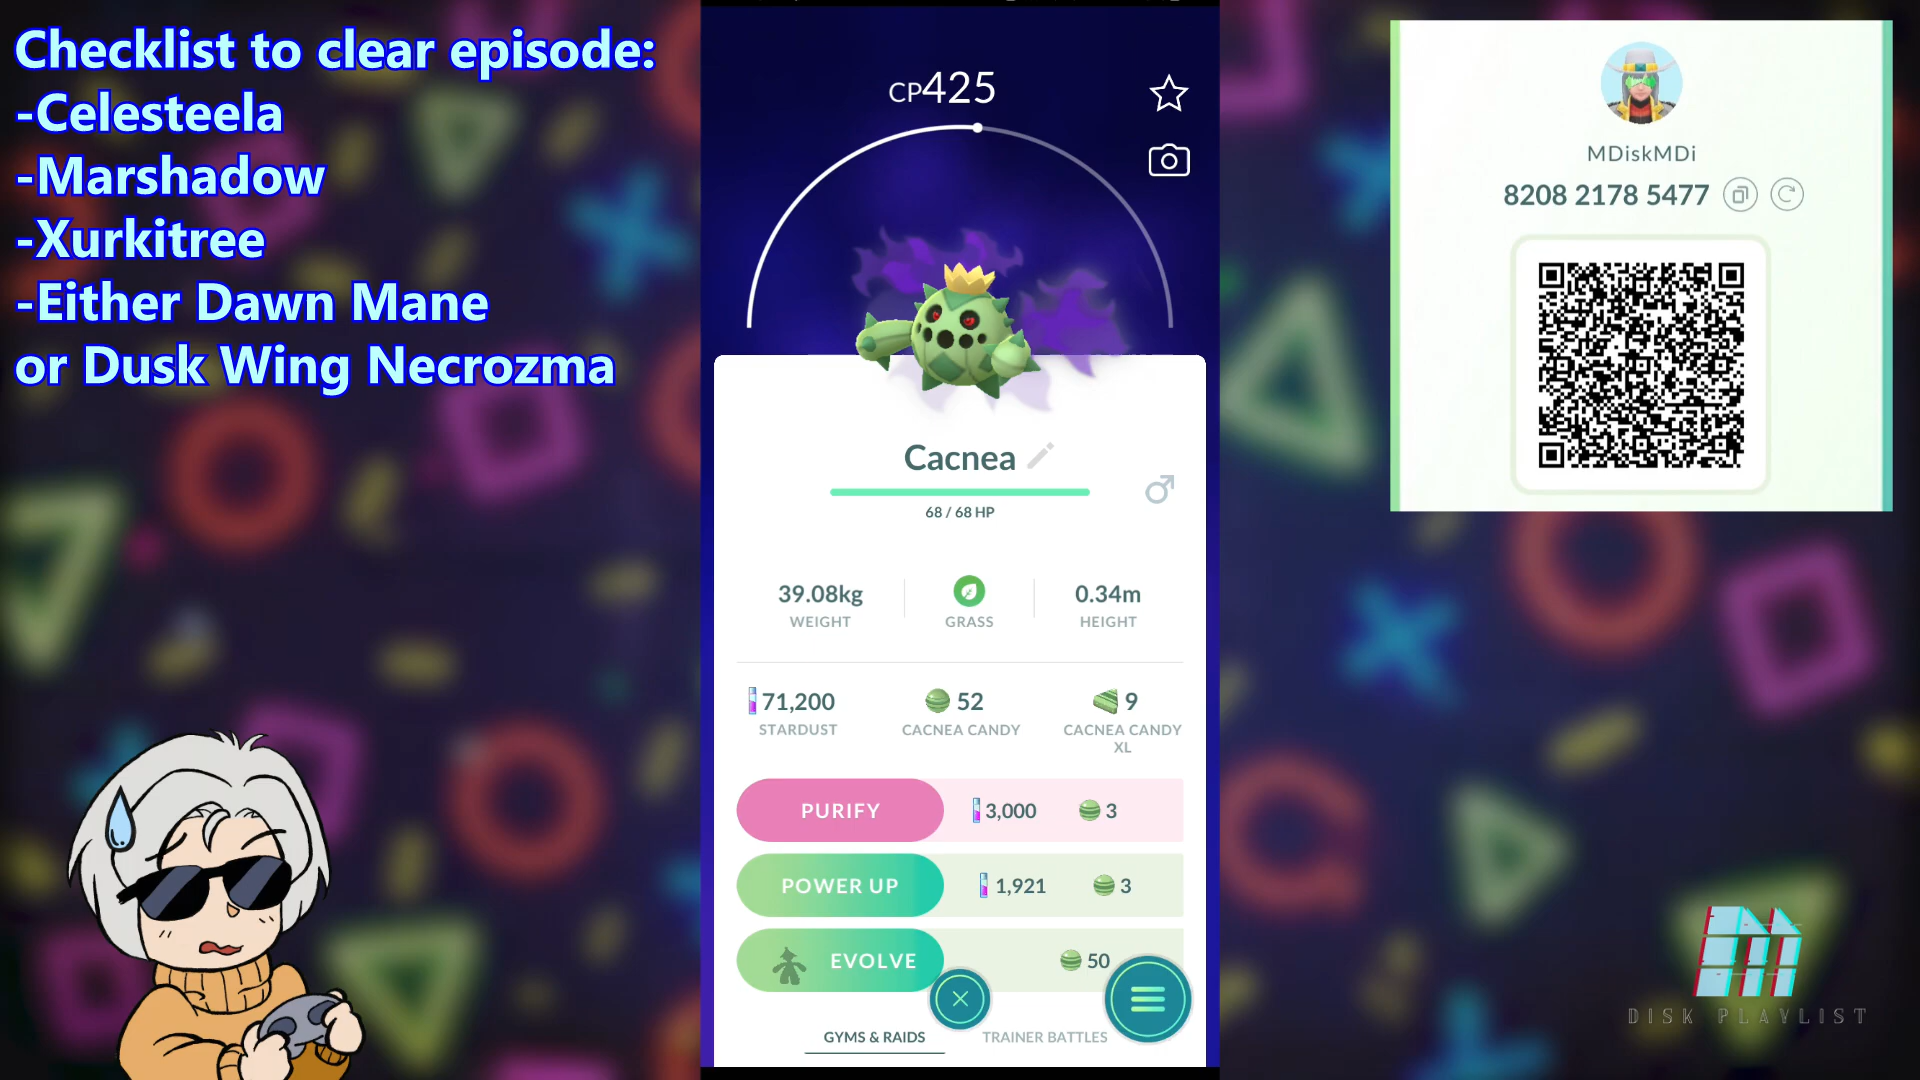 Checklist to clear episode:
-Celesteela
-Marshadow
-Xurkitree
-Either Dawn Mane
or Dusk Wing Necrozma
CP425
Cacnea
68 / 68 HP
39.08kg
WEIGHT
GRASS
0.34m
HEIGHT
71,200
STARDUST
52
CACNEA CANDY
9
CACNEA CANDY
XL
PURIFY 3,000 3
POWER UP 1,921 3
EVOLVE 50
GYMS & RAIDS TRAINER BATTLES
MDiskMDi
8208 2178 5477
DISK PLAYLIST